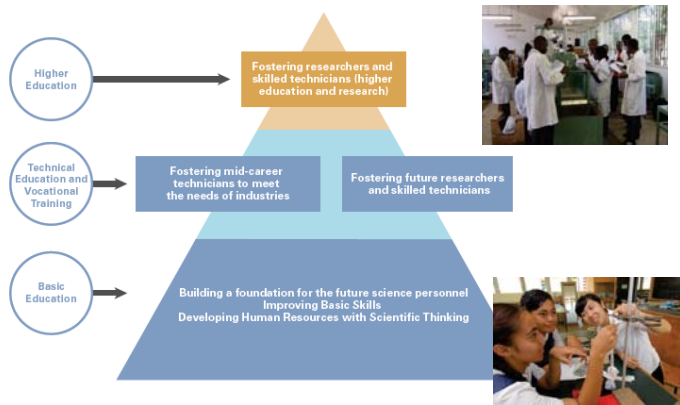 Higher
Education
Fostering researchers and
skilled technicians (higher
education and research)
Technical
Education and
Vocational
Training
Fostering mid-career
technicians to meet
the needs of industries
Fostering future researchers
and skilled technicians
Basic
Education
Building a foundation for the future science personnel
Improving Basic Skills
Developing Human Resources with Scientific Thinking